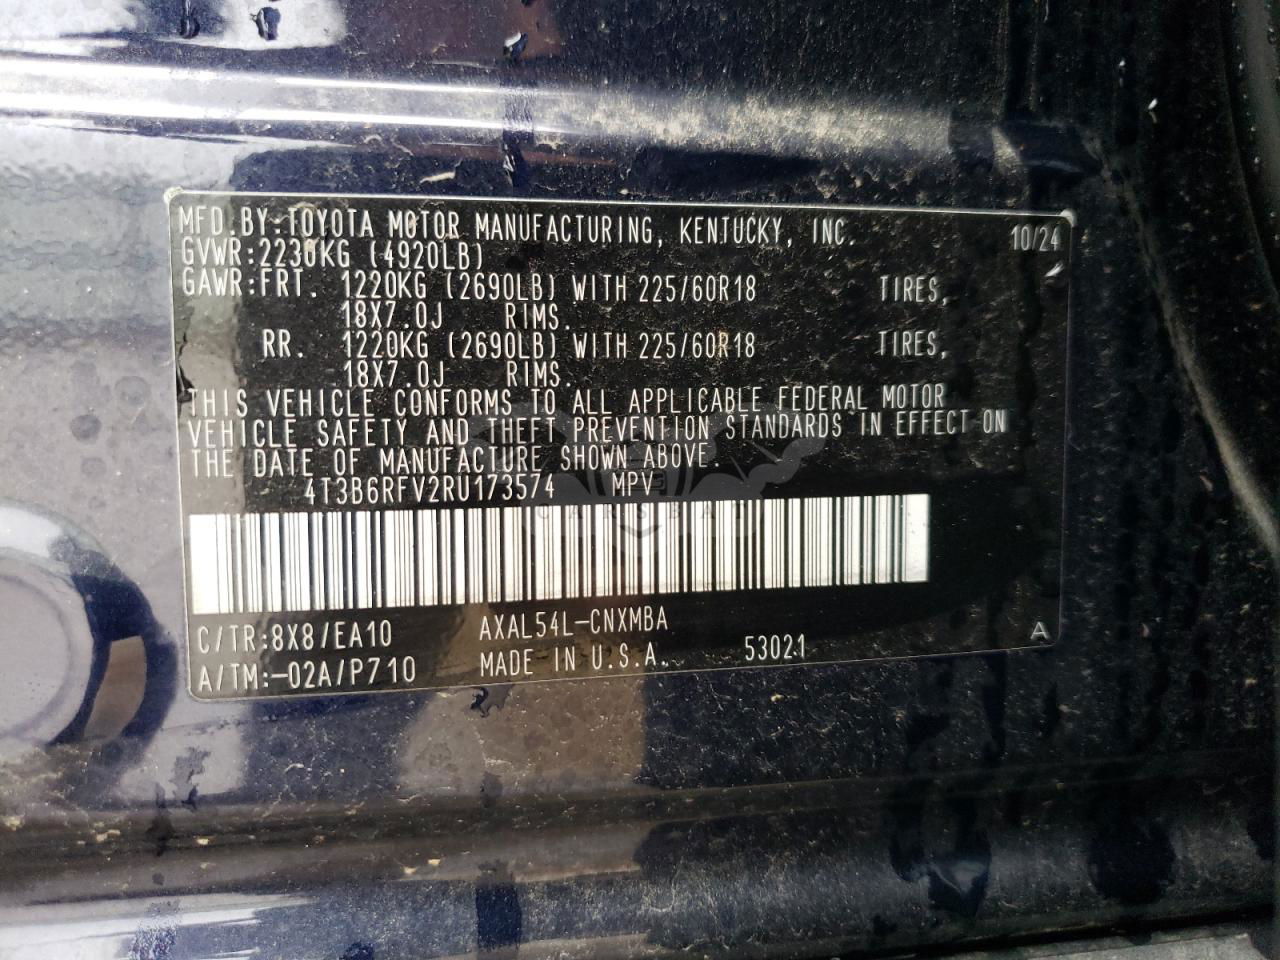 MFD.BY:TOYOTA MOTOR MANUFACTURING, KENTUCKY, INC. 10/24
GVWR:2230KG (4920LB)
GAWR:FRT. 1220KG (2690LB) WITH 225/60R18 TIRES,
18X7.0J RIMS.
RR. 1220KG (2690LB) WITH 225/60R18 TIRES,
18X7.0J RIMS.
THIS VEHICLE CONFORMS TO ALL APPLICABLE FEDERAL MOTOR
VEHICLE SAFETY AND THEFT PREVENTION STANDARDS IN EFFECT ON
THE DATE OF MANUFACTURE SHOWN ABOVE.
4T3B6RFV2RU173574 MPV
C/TR:8X8/EA10 AXAL54L-CNXMBA A
A/TM:-02A/P710 MADE IN U.S.A. 53021